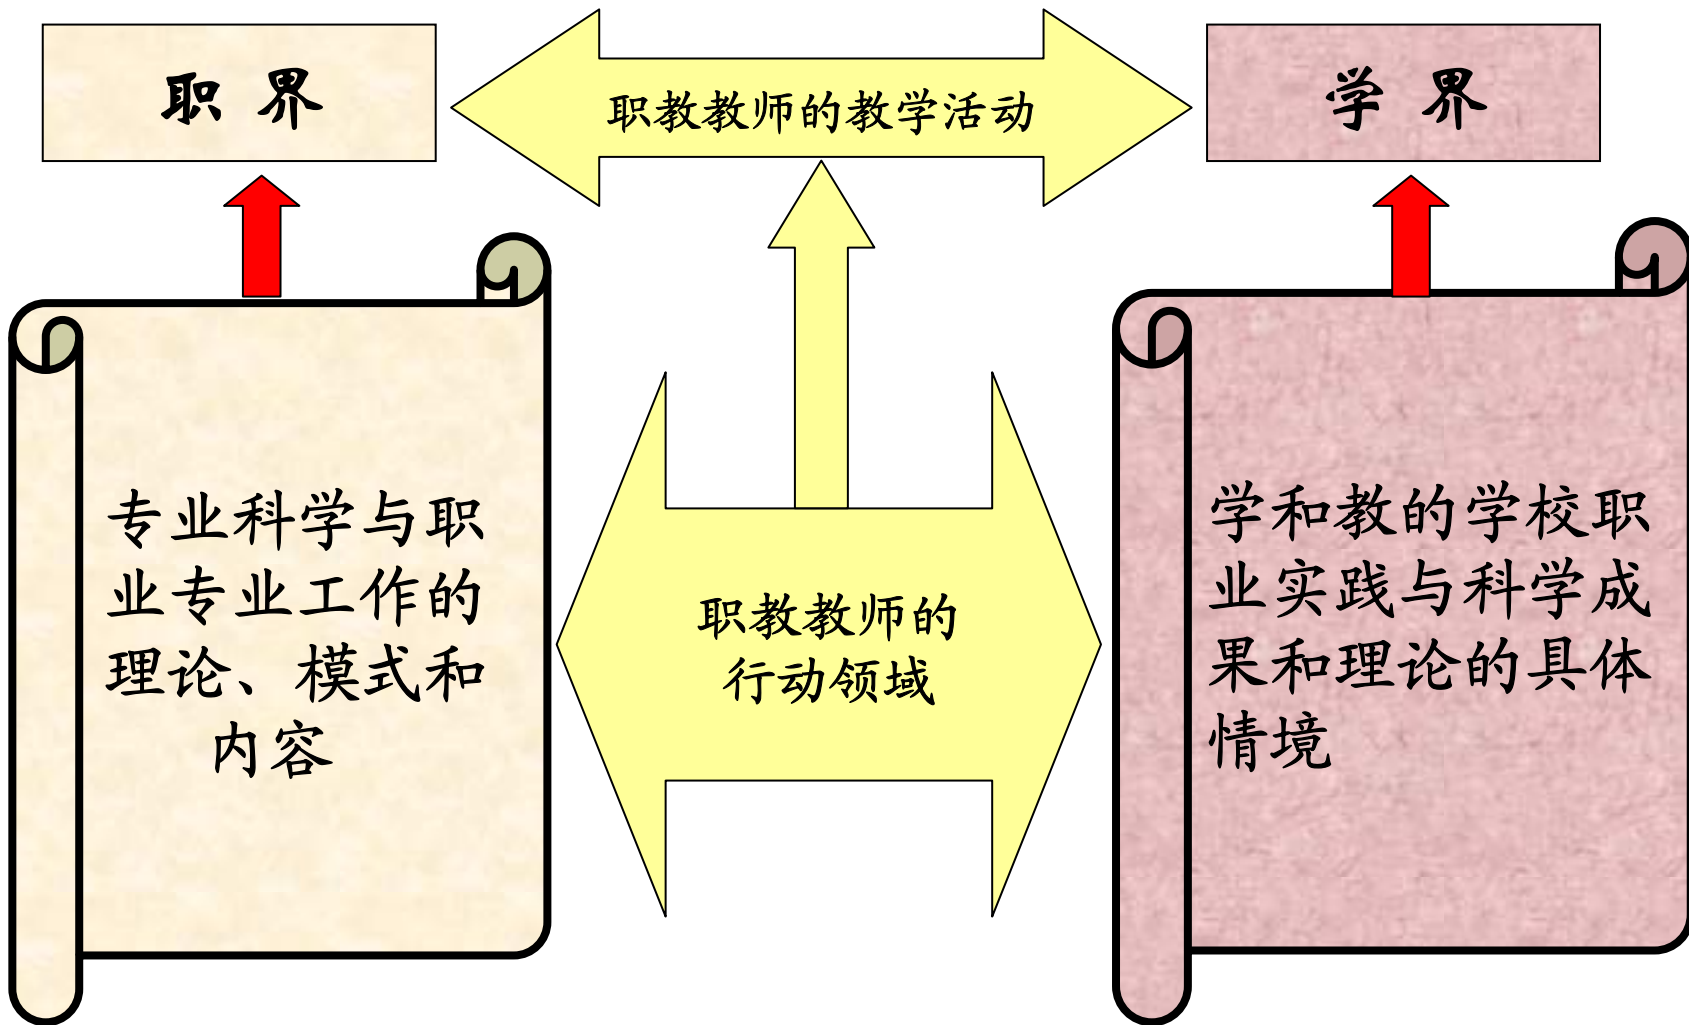 职 界
职教教师的教学活动
学 界
专业科学与职
业专业工作的
理论、模式和
内容
职教教师的
行动领域
学和教的学校职
业实践与科学成
果和理论的具体
情境